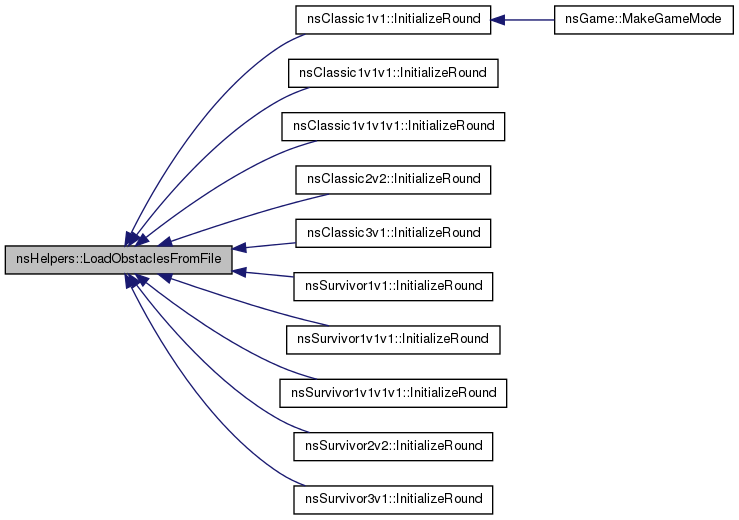 nsClassic1v1::InitializeRound
nsGame::MakeGameMode
nsClassic1v1v1::InitializeRound
nsClassic1v1v1v1::InitializeRound
nsClassic2v2::InitializeRound
nsClassic3v1::InitializeRound
nsHelpers::LoadObstaclesFromFile
nsSurvivor1v1::InitializeRound
nsSurvivor1v1v1::InitializeRound
nsSurvivor1v1v1v1::InitializeRound
nsSurvivor2v2::InitializeRound
nsSurvivor3v1::InitializeRound